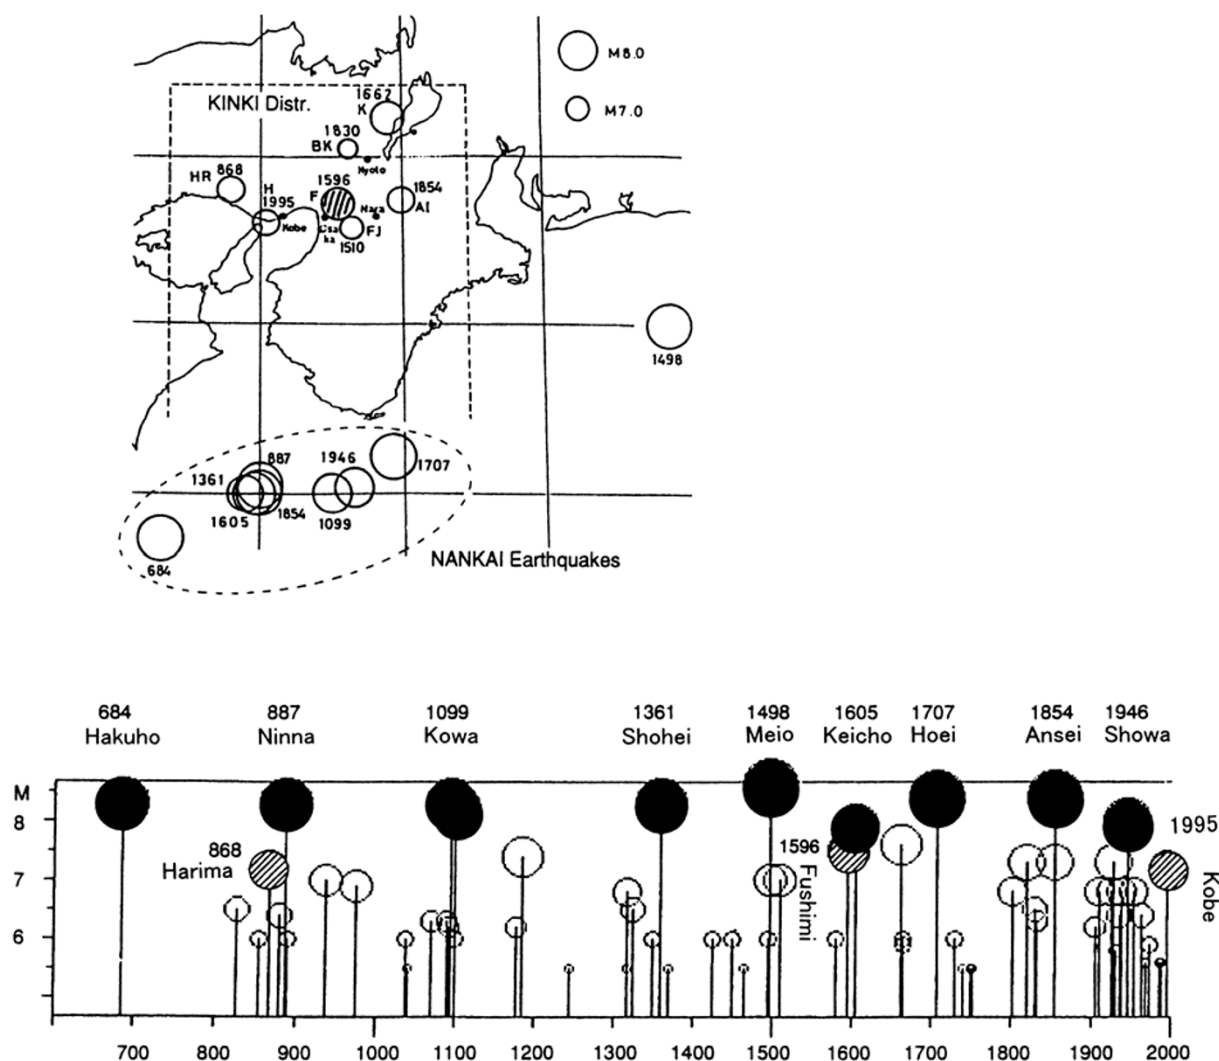 M8.0
M7.0
1662
K
KINKI Distr.
1830
BK
Kyoto
HR 868
H
1995
Kobe
1596
F
Nara
1854
AI
Osa
ka
FJ
1510
1498
887
1946
1707
1361
1605
1854
1099
684
NANKAI Earthquakes
684 887 1099 1361 1498 1605 1707 1854 1946
Hakuho Ninna Kowa Shohei Meio Keicho Hoei Ansei Showa
M
8
7
6
868
Harima
1596
Fushimi
1995
Kobe
700 800 900 1000 1100 1200 1300 1400 1500 1600 1700 1800 1900 2000